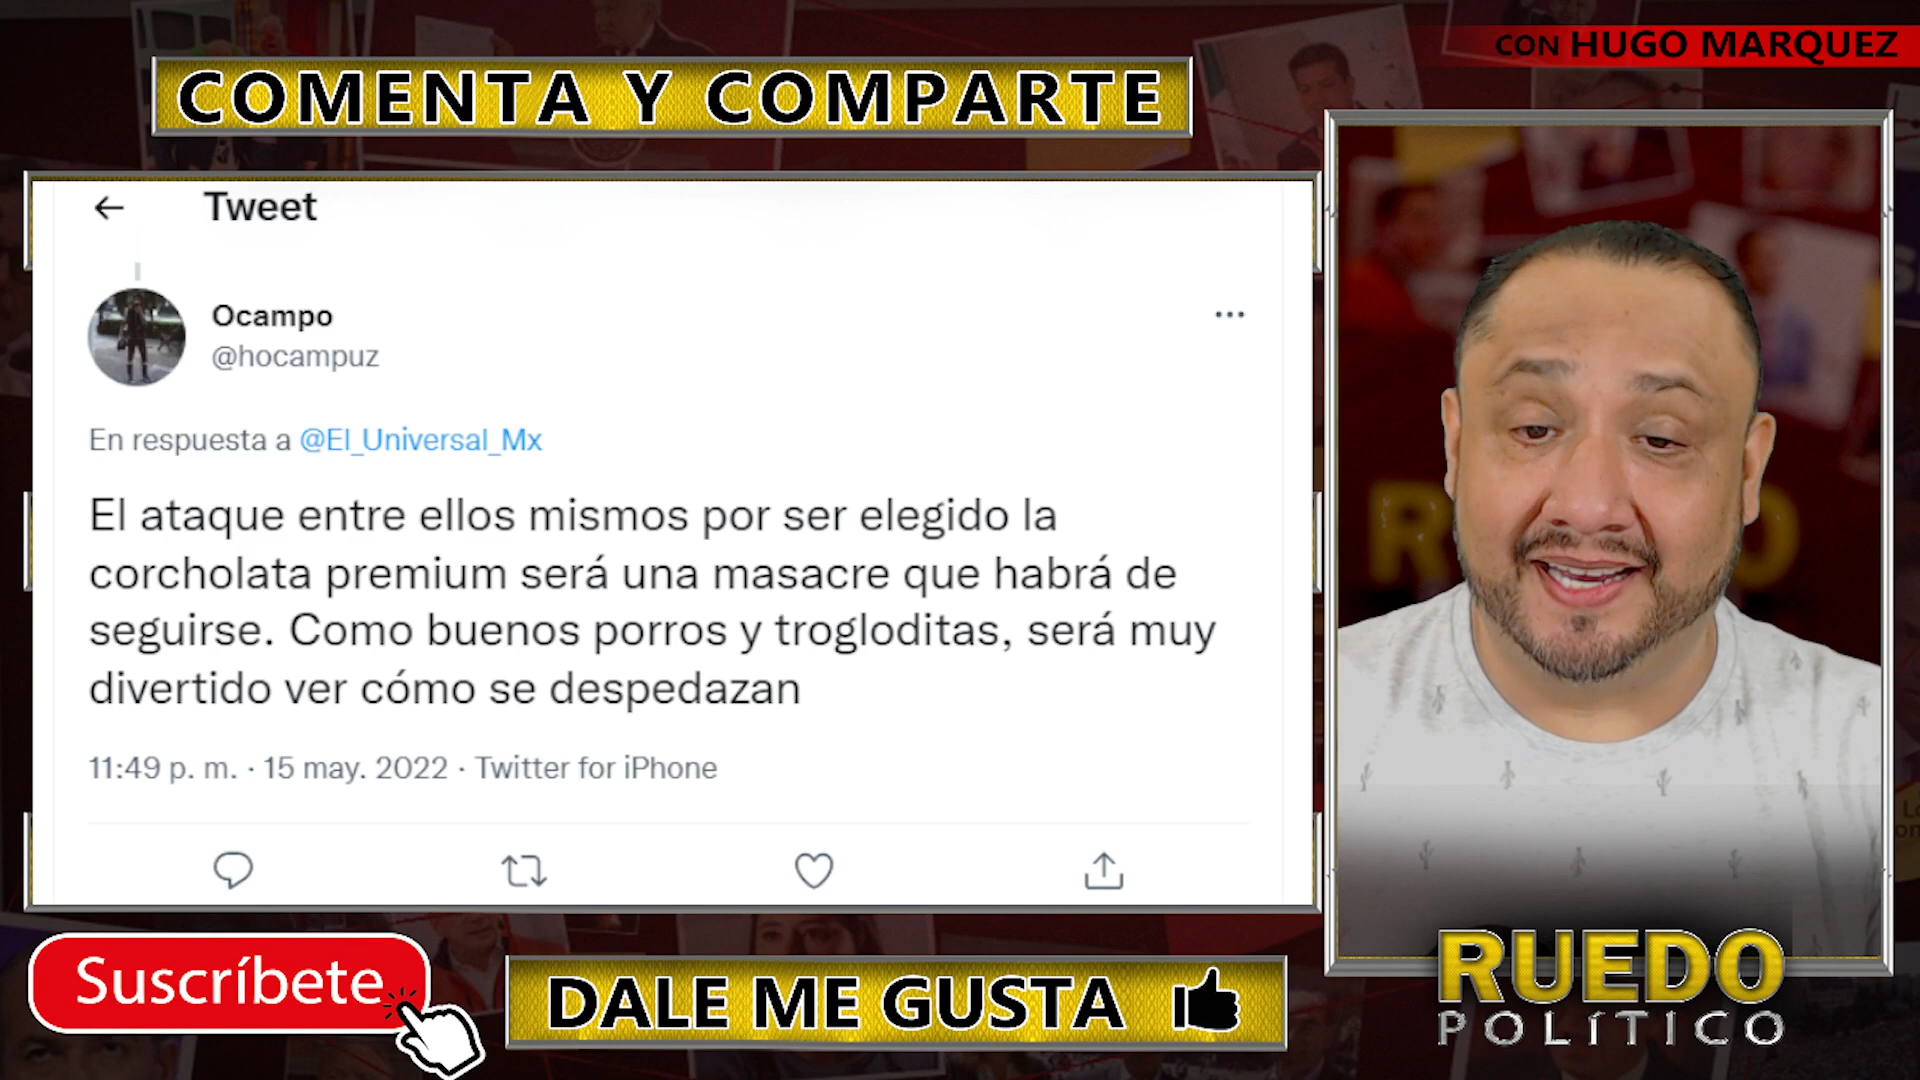 CON HUGO MARQUEZ
COMENTA Y COMPARTE
Tweet
Ocampo
@hocampuz
En respuesta a @El_Universal_Mx
El ataque entre ellos mismos por ser elegido la
corcholata premium será una masacre que habrá de
seguirse. Como buenos porros y trogloditas, será muy
divertido ver cómo se despedazan
11:49 p. m. · 15 may. 2022 · Twitter for iPhone
Suscríbete
DALE ME GUSTA
RUEDO
POLÍTICO